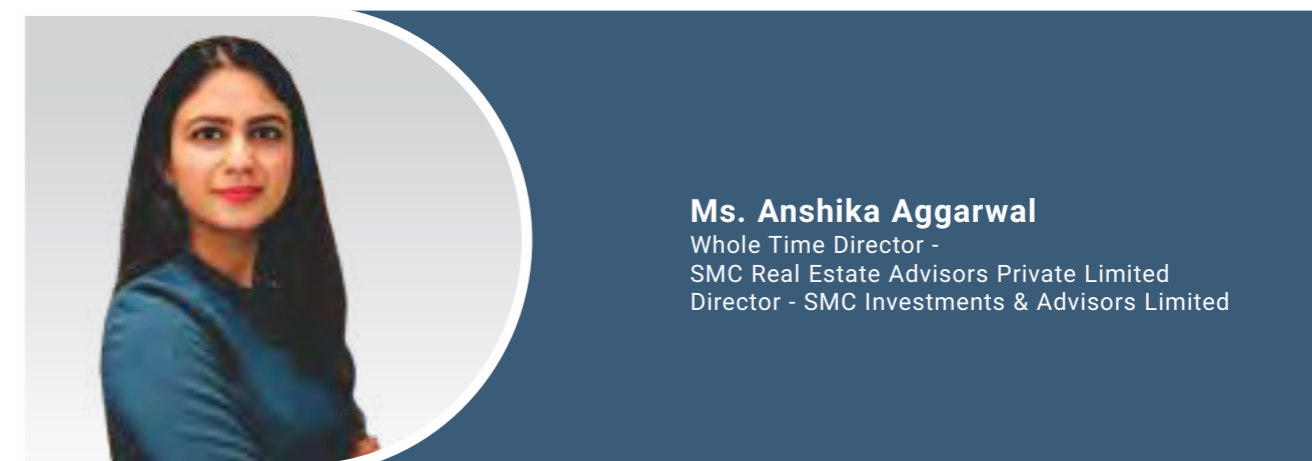 Ms. Anshika Aggarwal
Whole Time Director -
SMC Real Estate Advisors Private Limited
Director - SMC Investments & Advisors Limited